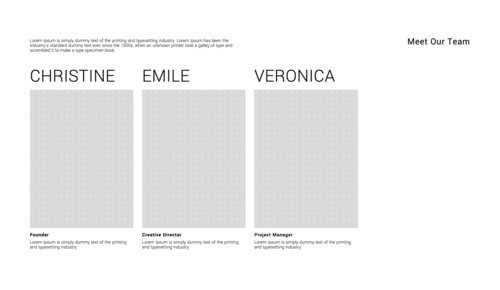 Lorem Ipsum is simply dummy text of the printing and typesetting industry. Lorem Ipsum has been the
industry's standard dummy text ever since the 1500s, when an unknown printer took a galley of type and
scrambled it to make a type specimen book.
Meet Our Team
CHRISTINE
EMILE
VERONICA
Founder
Lorem Ipsum is simply dummy text of the printing
and typesetting industry.
Creative Director
Lorem Ipsum is simply dummy text of the printing
and typesetting industry.
Project Manager
Lorem Ipsum is simply dummy text of the printing
and typesetting industry.